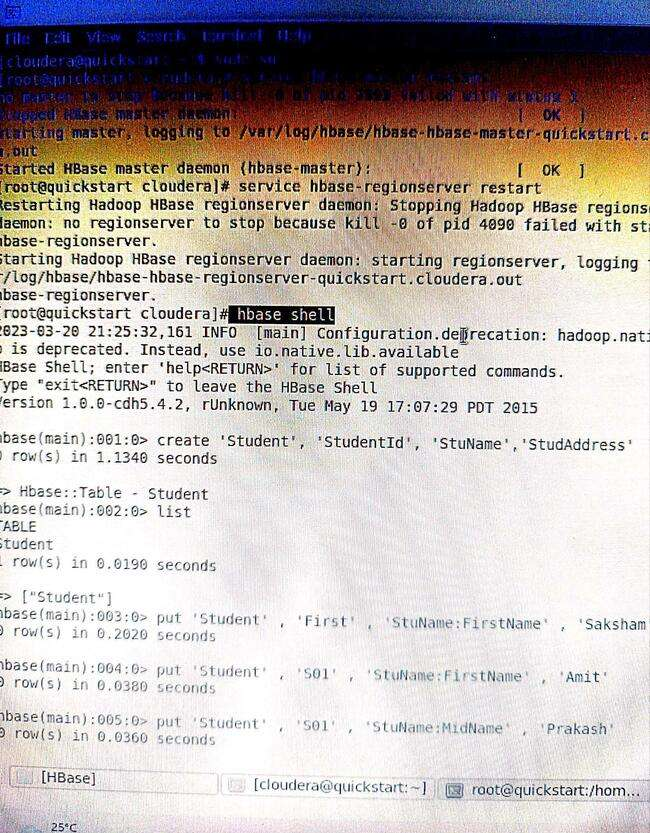 File Edit View Search Terminal Help
[cloudera@quickstart ~ $ sudo su
[root@quickstart
no master to stop because kill -0 of pid failed with status 1
Stopped HBase master daemon: [ OK ]
starting master, logging to /var/log/hbase/hbase-hbase-master-quickstart.c
a.out
Started HBase master daemon (hbase-master): [ OK ]
[root@quickstart cloudera]# service hbase-regionserver restart
Restarting Hadoop HBase regionserver daemon: Stopping Hadoop HBase regions
daemon: no regionserver to stop because kill -0 of pid 4090 failed with sta
hbase-regionserver.
Starting Hadoop HBase regionserver daemon: starting regionserver, logging
r/log/hbase/hbase-hbase-regionserver-quickstart.cloudera.out
hbase-regionserver.
[root@quickstart cloudera]# hbase shell
2023-03-20 21:25:32,161 INFO [main] Configuration.deprecation: hadoop.nati
b is deprecated. Instead, use io.native.lib.available
HBase Shell; enter 'help<RETURN>' for list of supported commands.
Type "exit<RETURN>" to leave the HBase Shell
Version 1.0.0-cdh5.4.2, rUnknown, Tue May 19 17:07:29 PDT 2015
hbase(main):001:0> create 'Student', 'StudentId', 'StuName','StudAddress'
0 row(s) in 1.1340 seconds
=> Hbase::Table - Student
hbase(main):002:0> list
TABLE
Student
1 row(s) in 0.0190 seconds
=> ["Student"]
hbase(main):003:0> put 'Student' , 'First' , 'StuName:FirstName' , 'Saksham
0 row(s) in 0.2020 seconds
hbase(main):004:0> put 'Student' , 'S01' , 'StuName:FirstName' , 'Amit'
0 row(s) in 0.0380 seconds
hbase(main):005:0> put 'Student' , 'S01' , 'StuName:MidName' , 'Prakash'
0 row(s) in 0.0360 seconds
[HBase] [cloudera@quickstart:~] root@quickstart:/hom...
25°C